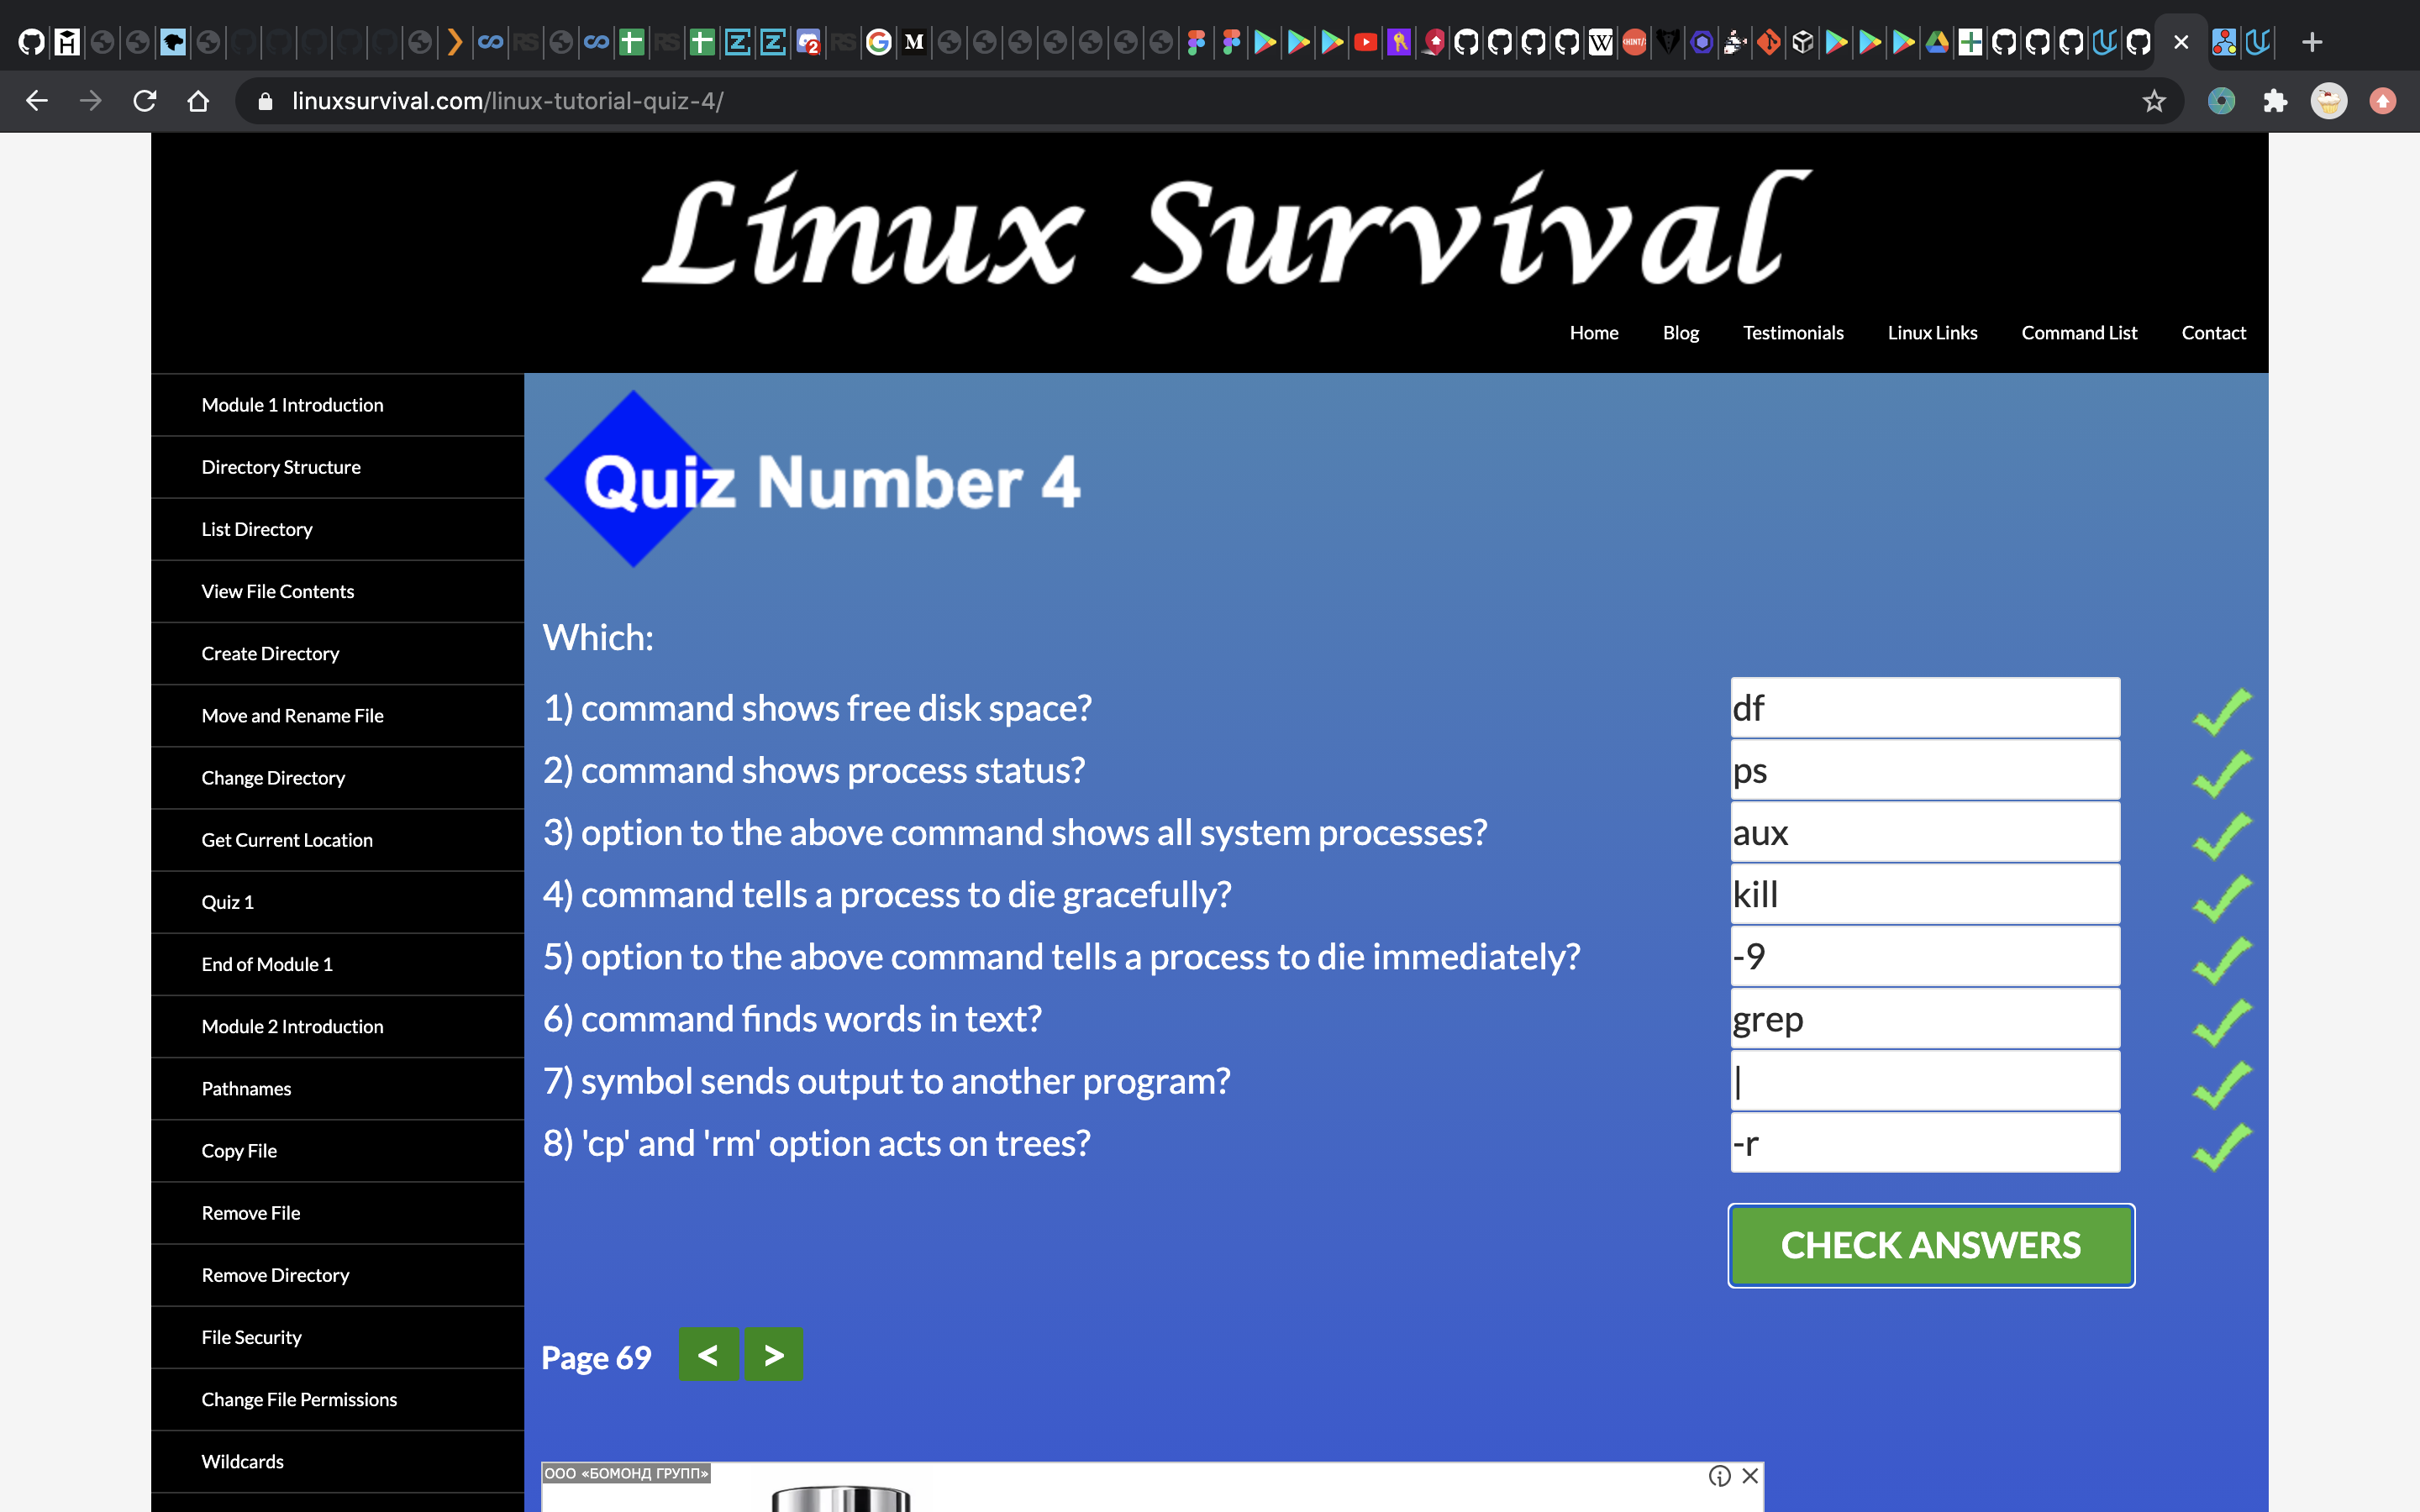 2
M
W
linuxsurvival.com/linux-tutorial-quiz-4/
Linux Survival
Home Blog Testimonials Linux Links Command List Contact
Module 1 Introduction
Directory Structure
List Directory
View File Contents
Create Directory
Move and Rename File
Change Directory
Get Current Location
Quiz 1
End of Module 1
Module 2 Introduction
Pathnames
Copy File
Remove File
Remove Directory
File Security
Change File Permissions
Wildcards
Quiz Number 4
Which:
1) command shows free disk space? df
2) command shows process status? ps
3) option to the above command shows all system processes? aux
4) command tells a process to die gracefully? kill
5) option to the above command tells a process to die immediately? -9
6) command finds words in text? grep
7) symbol sends output to another program? |
8) 'cp' and 'rm' option acts on trees? -r
CHECK ANSWERS
Page 69 < >
ООО «БОМОНД ГРУПП»